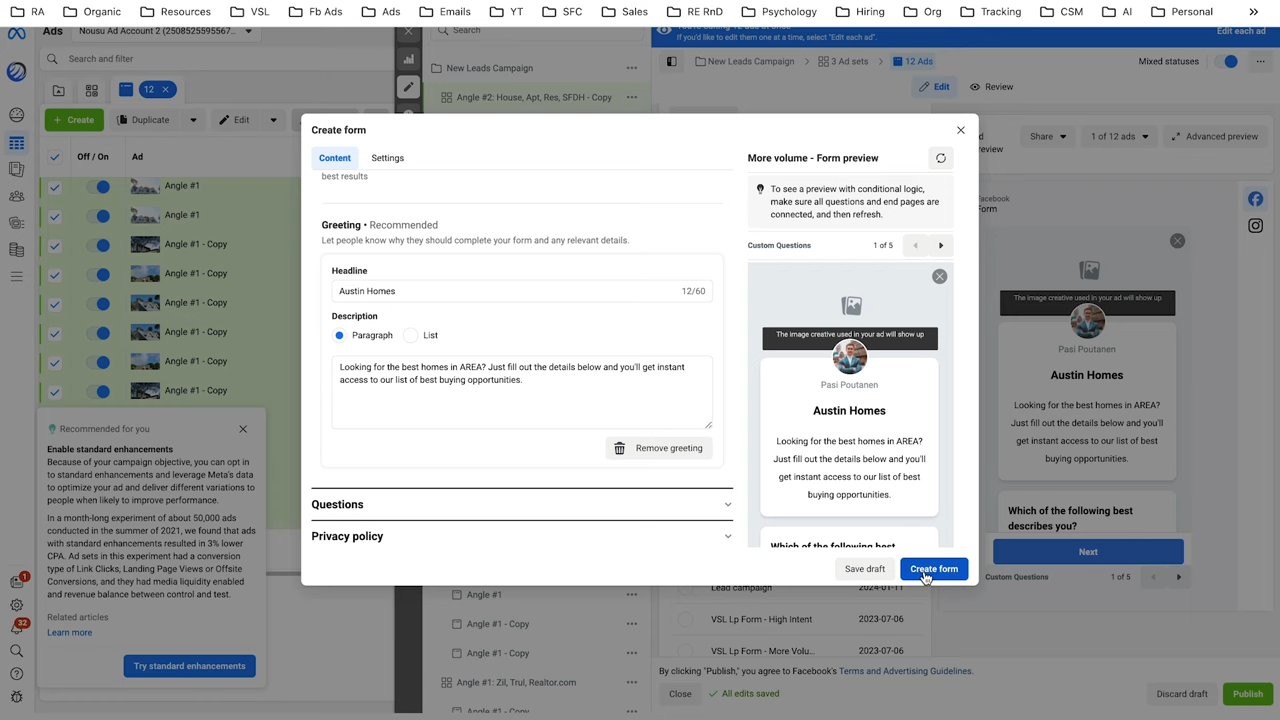 RA
Organic
Resources
VSL
Fb Ads
Ads
Emails
YT
SFC
Sales
RE RnD
Psychology
Hiring
Org
Tracking
CSM
AI
Personal
»
Ads
Nousu Ad Account 2 (2508525595567...
Search and filter
12
+ Create
Duplicate
Edit
Off / On
Ad
Angle #1
Angle #1
Angle #1 - Copy
Angle #1 - Copy
Angle #1 - Copy
Angle #1 - Copy
Angle #1 - Copy
Angle #1 - Copy
Recommended for you
Enable standard enhancements
Because of your campaign objective, you can opt in
to standard enhancements and leverage Meta's data
to optimize your ad and deliver different variations to
people when likely to improve performance.
In a month-long experiment of about 50,000 ads
conducted in the summer of 2021, we found that ads
with standard enhancements resulted in 3% lower
CPA. Ad sets in this experiment had a conversion
type of Link Clicks, Landing Page Views or Offsite
Conversions, and they had media liquidity enabled
and revenue balance between control and test.
Related articles
Learn more
Try standard enhancements
1
32
Search
New Leads Campaign
Angle #2: House, Apt, Res, SFDH - Copy
Angle #1
Angle #1 - Copy
Angle #1 - Copy
Angle #1: Zil, Trul, Realtor.com
Angle #1 - Copy
If you'd like to edit them one at a time, select "Edit each ad".
Edit each ad
New Leads Campaign
3 Ad sets
12 Ads
Mixed statuses
Edit
Review
Share
1 of 12 ads
Advanced preview
Create form
Content
Settings
best results
Greeting • Recommended
Let people know why they should complete your form and any relevant details.
Headline
Austin Homes
12/60
Description
Paragraph
List
Looking for the best homes in AREA? Just fill out the details below and you'll get instant
access to our list of best buying opportunities.
Remove greeting
Questions
Privacy policy
More volume - Form preview
To see a preview with conditional logic,
make sure all questions and end pages are
connected, and then refresh.
Custom Questions
1 of 5
The image creative used in your ad will show up
Pasi Poutanen
Austin Homes
Looking for the best homes in AREA?
Just fill out the details below and you'll
get instant access to our list of best
buying opportunities.
Save draft
Create form
The image creative used in your ad will show up
Pasi Poutanen
Austin Homes
Looking for the best homes in AREA?
Just fill out the details below and you'll
get instant access to our list of best
buying opportunities.
Which of the following best
describes you?
Next
Custom Questions
1 of 5
Lead campaign
2024-01-11
VSL Lp Form - High Intent
2023-07-06
VSL Lp Form - More Volu...
2023-07-06
By clicking "Publish," you agree to Facebook's Terms and Advertising Guidelines.
Close
All edits saved
Discard draft
Publish